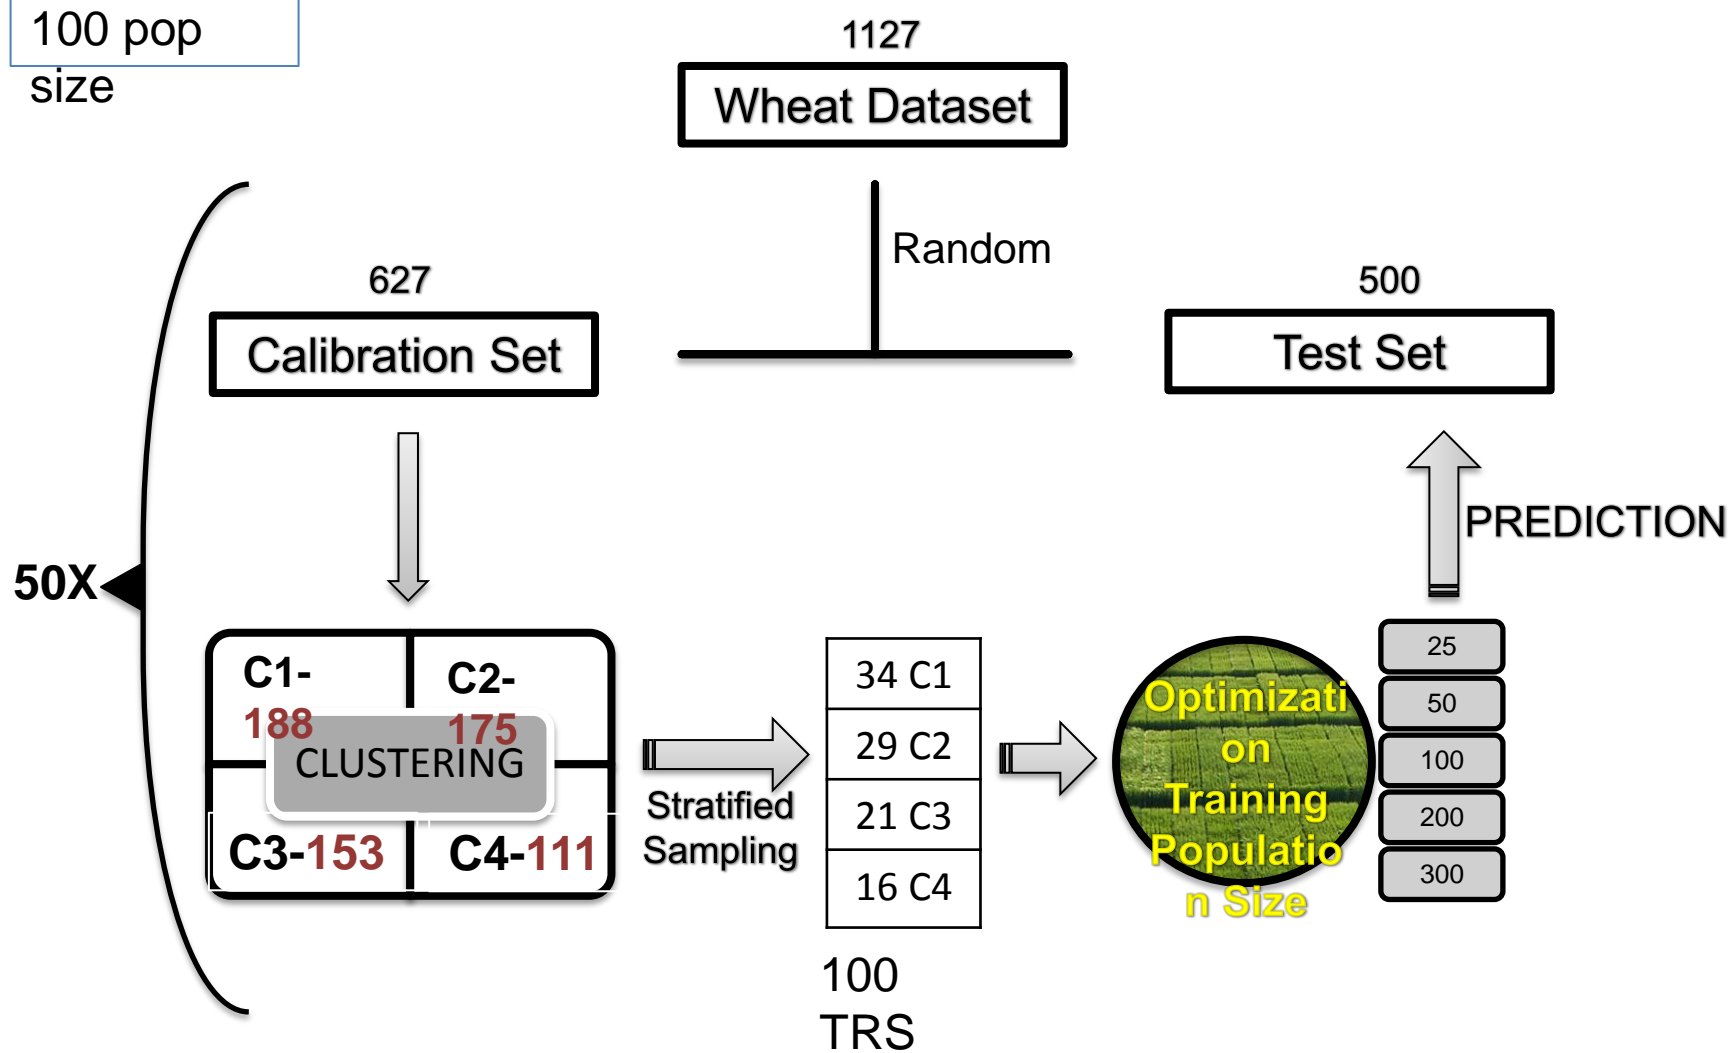 100 pop
size
1127
Wheat Dataset
Random
627
Calibration Set
500
Test Set
PREDICTION
50X
C1-
188
C2-
175
CLUSTERING
C3-153
C4-111
Stratified
Sampling
34 C1
29 C2
21 C3
16 C4
100
TRS
Optimizati
on
Training
Populatio
n Size
25
50
100
200
300